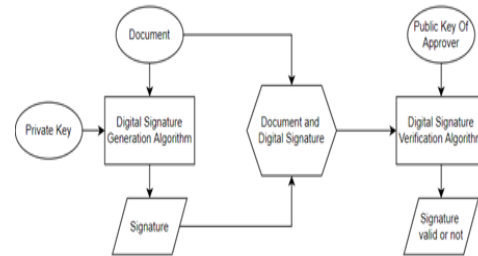 Document
Public Key Of
Approver
Private Key
Digital Signature
Generation Algorithm
Document and
Digital Signature
Digital Signature
Verification Algorithm
Signature
Signature
valid or not